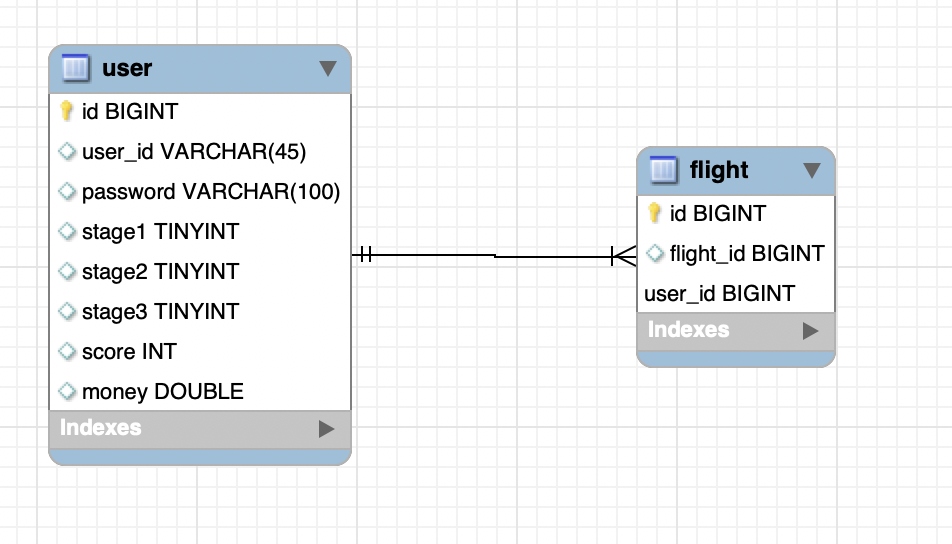 user
id BIGINT
user_id VARCHAR(45)
password VARCHAR(100)
stage1 TINYINT
stage2 TINYINT
stage3 TINYINT
score INT
money DOUBLE
Indexes
flight
id BIGINT
flight_id BIGINT
user_id BIGINT
Indexes